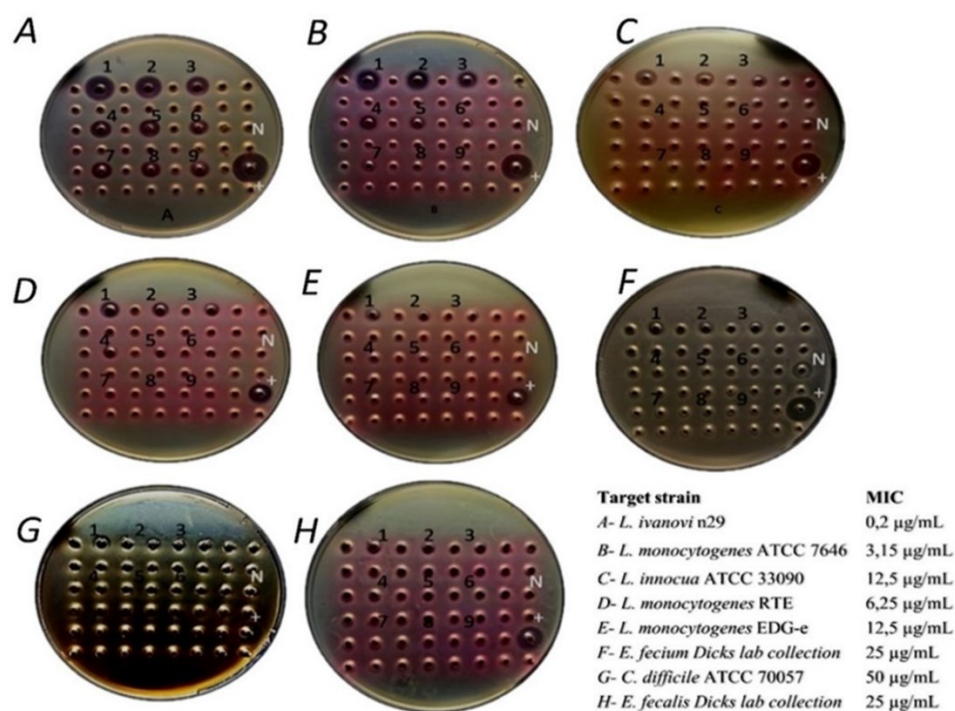 A
1 2 3
4 5 6
N
7 8 9
+
A
B
1 2 3
4 5 6
N
7 8 9
+
B
C
1 2 3
4 5 6
N
7 8 9
+
C
D
1 2 3
4 5 6
N
7 8 9
+
E
1 2 3
4 5 6
N
7 8 9
+
F
1 2 3
4 5 6
N
7 8 9
+
G
1 2 3
4 5 6
N
7 8 9
+
H
1 2 3
4 5 6
N
7 8 9
+
Target strain MIC
A- L. ivanovi n29 0,2 µg/mL
B- L. monocytogenes ATCC 7646 3,15 µg/mL
C- L. innocua ATCC 33090 12,5 µg/mL
D- L. monocytogenes RTE 6,25 µg/mL
E- L. monocytogenes EDG-e 12,5 µg/mL
F- E. fecium Dicks lab collection 25 µg/mL
G- C. difficile ATCC 70057 50 µg/mL
H- E. fecalis Dicks lab collection 25 µg/mL